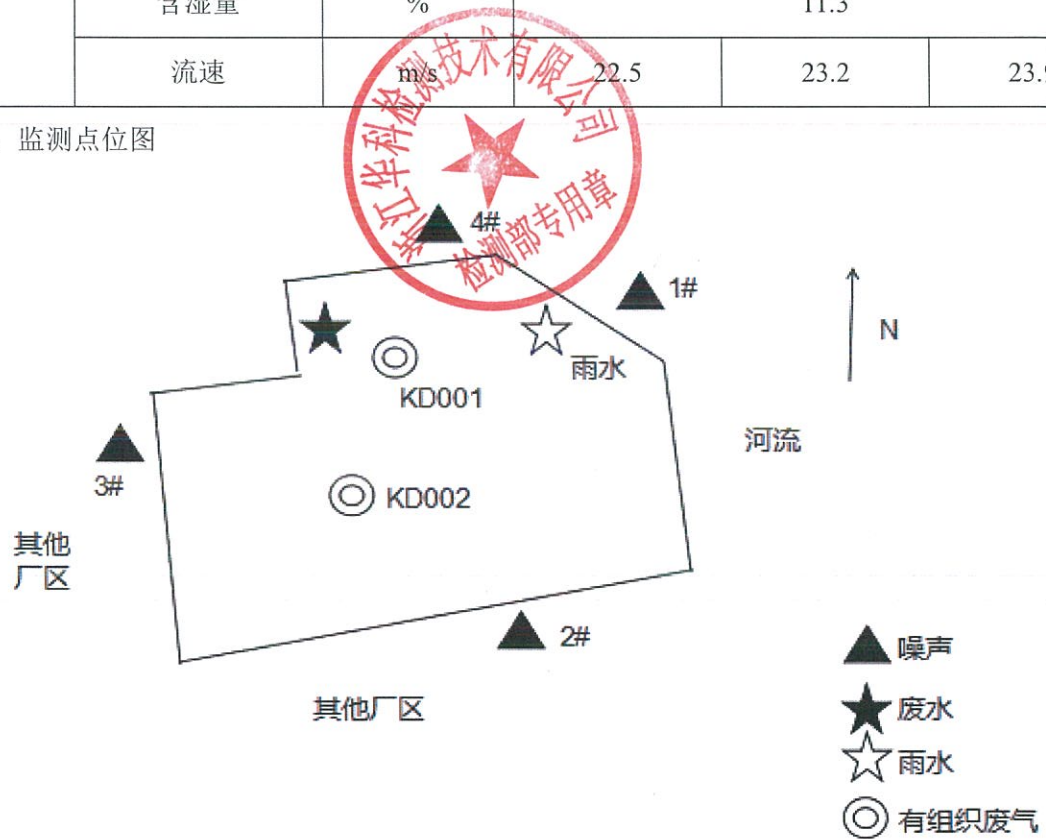 含湿量 % 11.3
流速 m/s 22.5 23.2 23.9
监测点位图
浙江华科检测技术有限公司
检测部专用章
4#
1#
N
雨水
KD001
河流
3#
KD002
其他
厂区
2#
噪声
其他厂区
废水
雨水
有组织废气